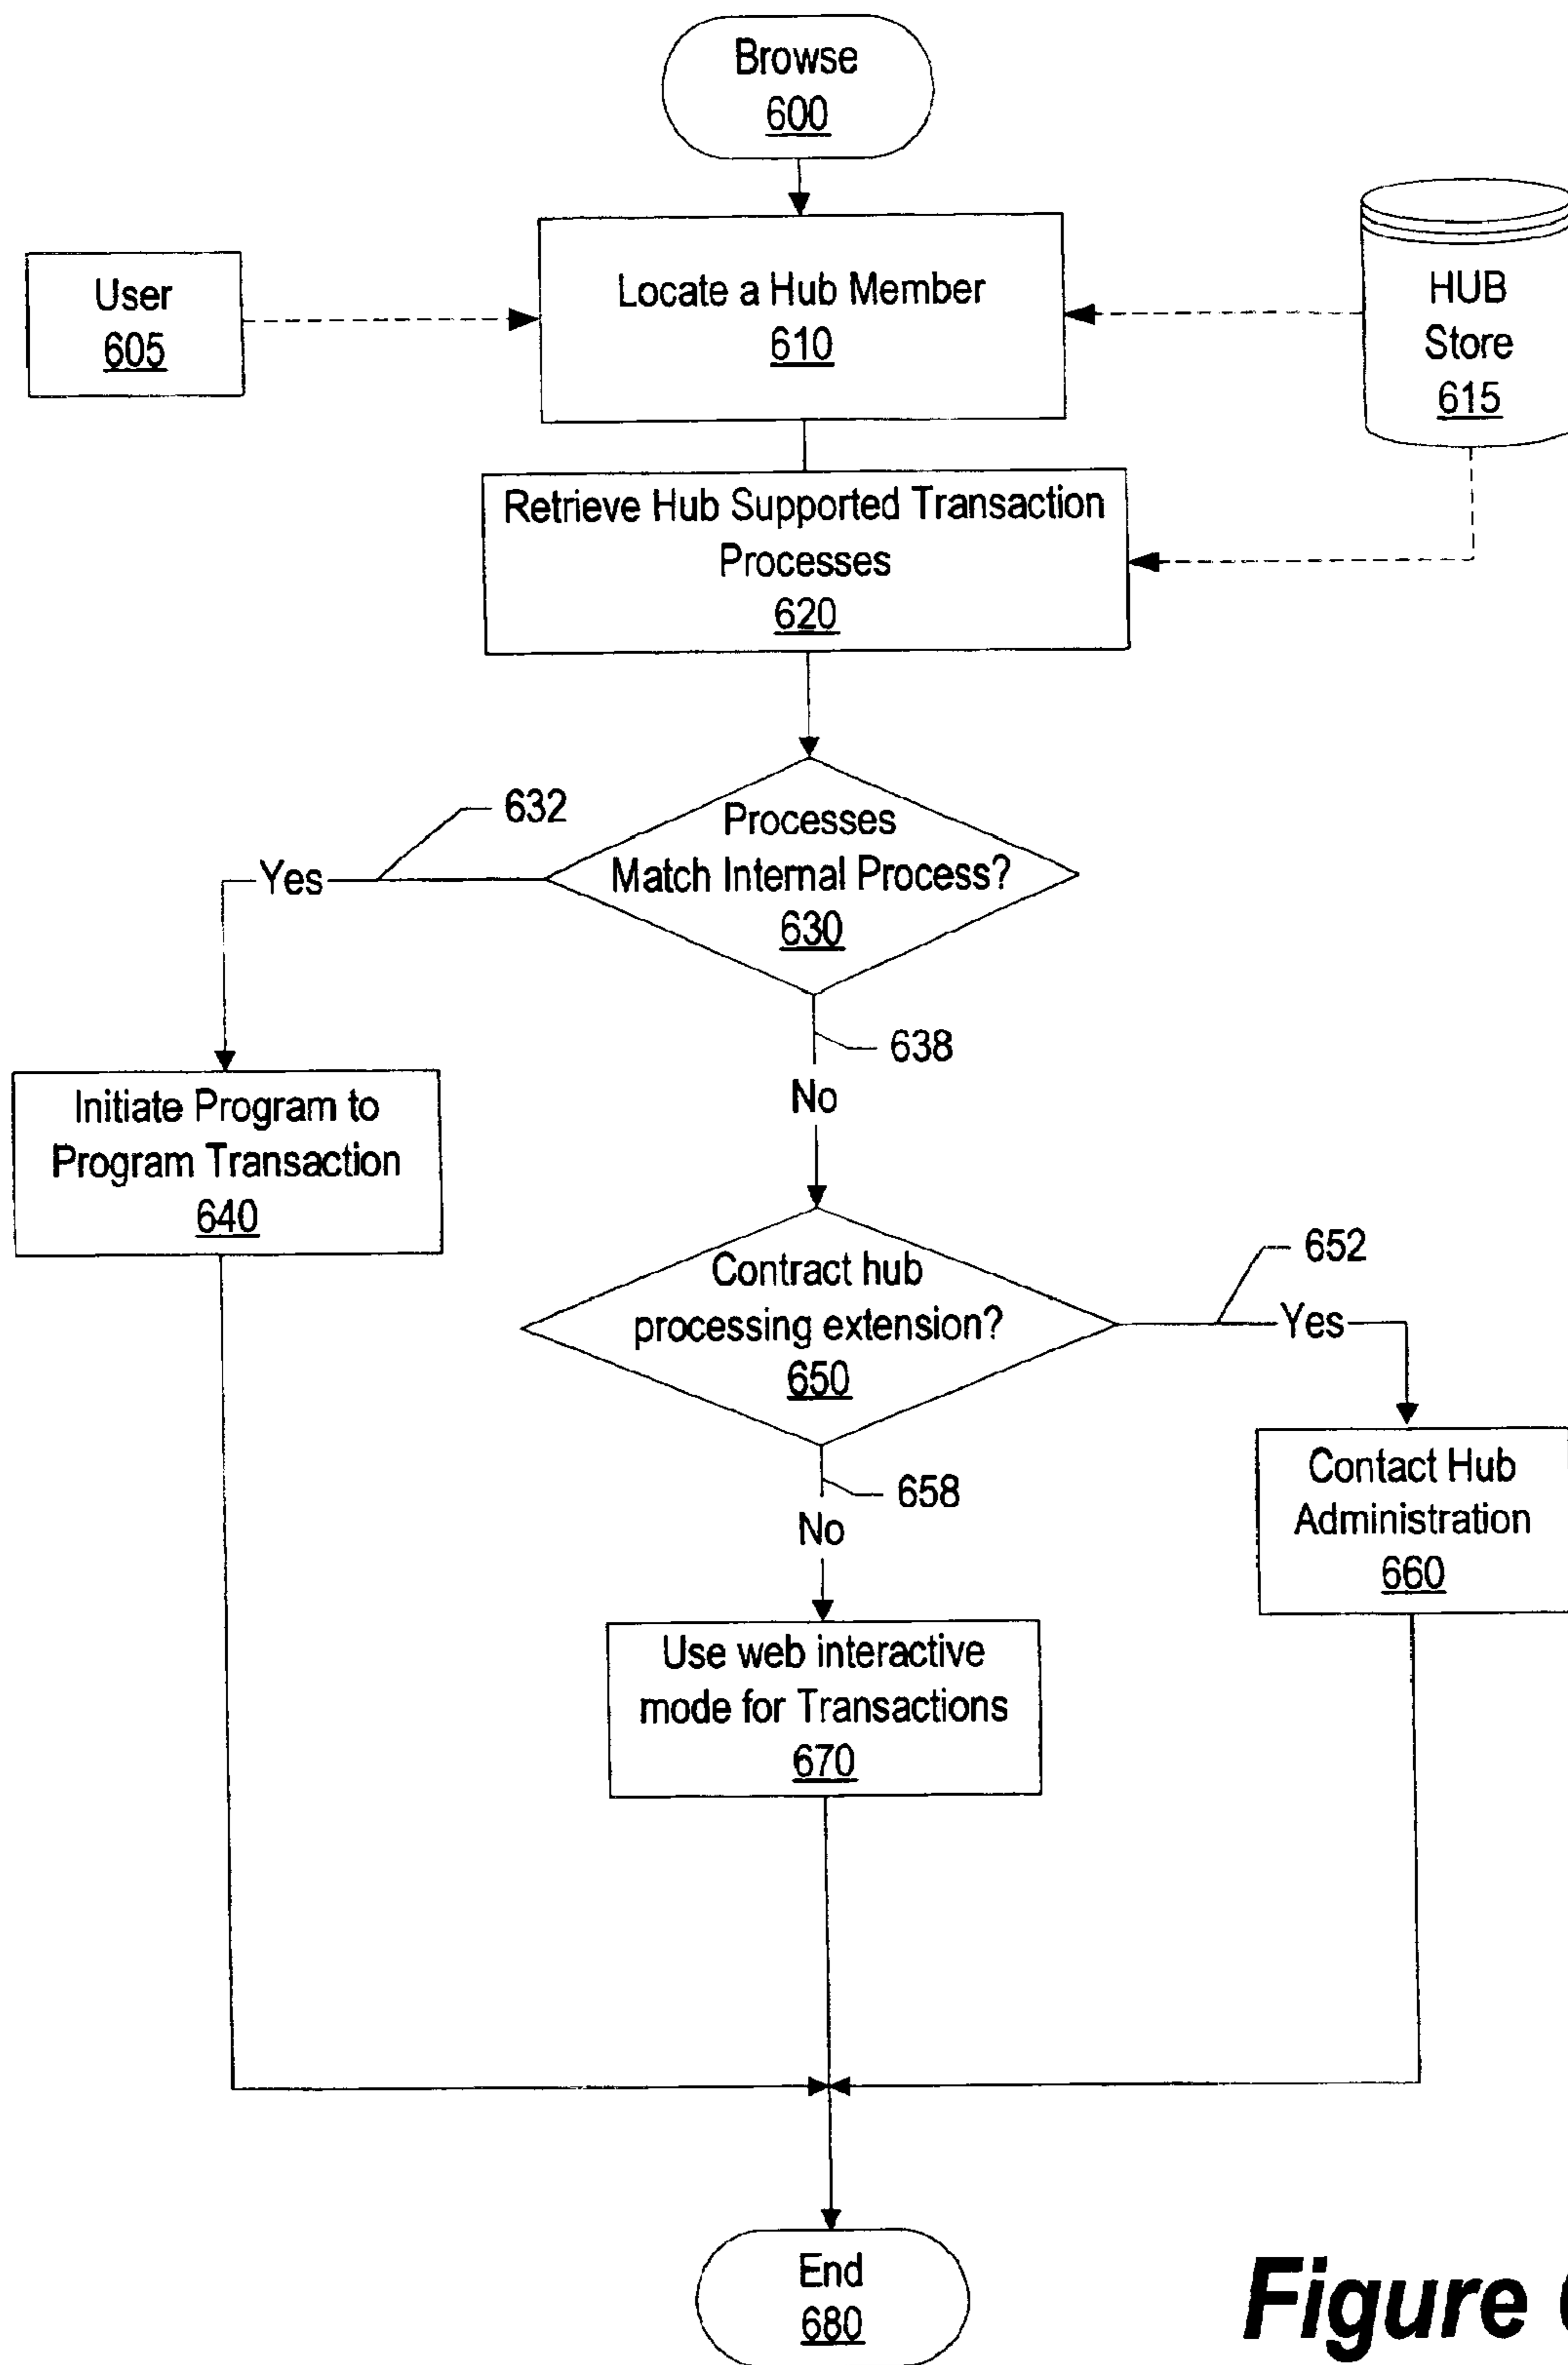 Browse
600
User
605
Locate a Hub Member
610
HUB
Store
615
Retrieve Hub Supported Transaction
Processes
620
632
Yes
Processes
Match Internal Process?
630
638
No
Initiate Program to
Program Transaction
640
Contract hub
processing extension?
650
652
Yes
658
No
Contact Hub
Administration
660
Use web interactive
mode for Transactions
670
End
680
Figure